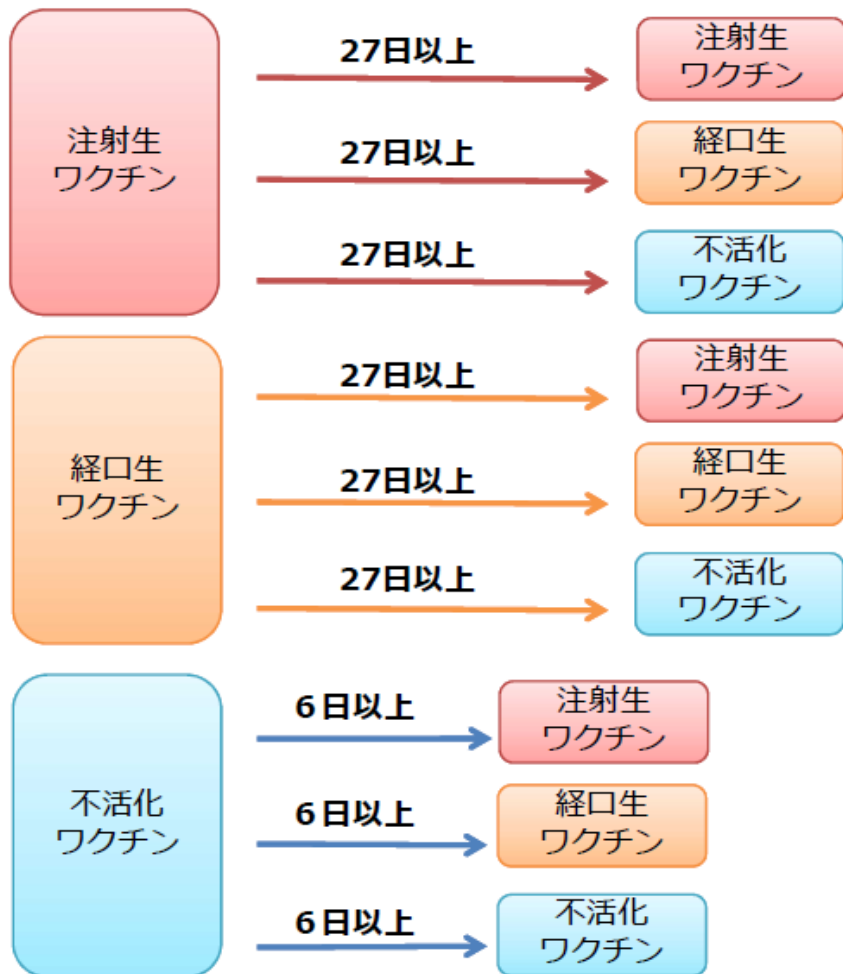 注射生
ワクチン
27日以上
注射生
ワクチン
27日以上
経口生
ワクチン
27日以上
不活化
ワクチン
経口生
ワクチン
27日以上
注射生
ワクチン
27日以上
経口生
ワクチン
27日以上
不活化
ワクチン
不活化
ワクチン
6日以上
注射生
ワクチン
6日以上
経口生
ワクチン
6日以上
不活化
ワクチン